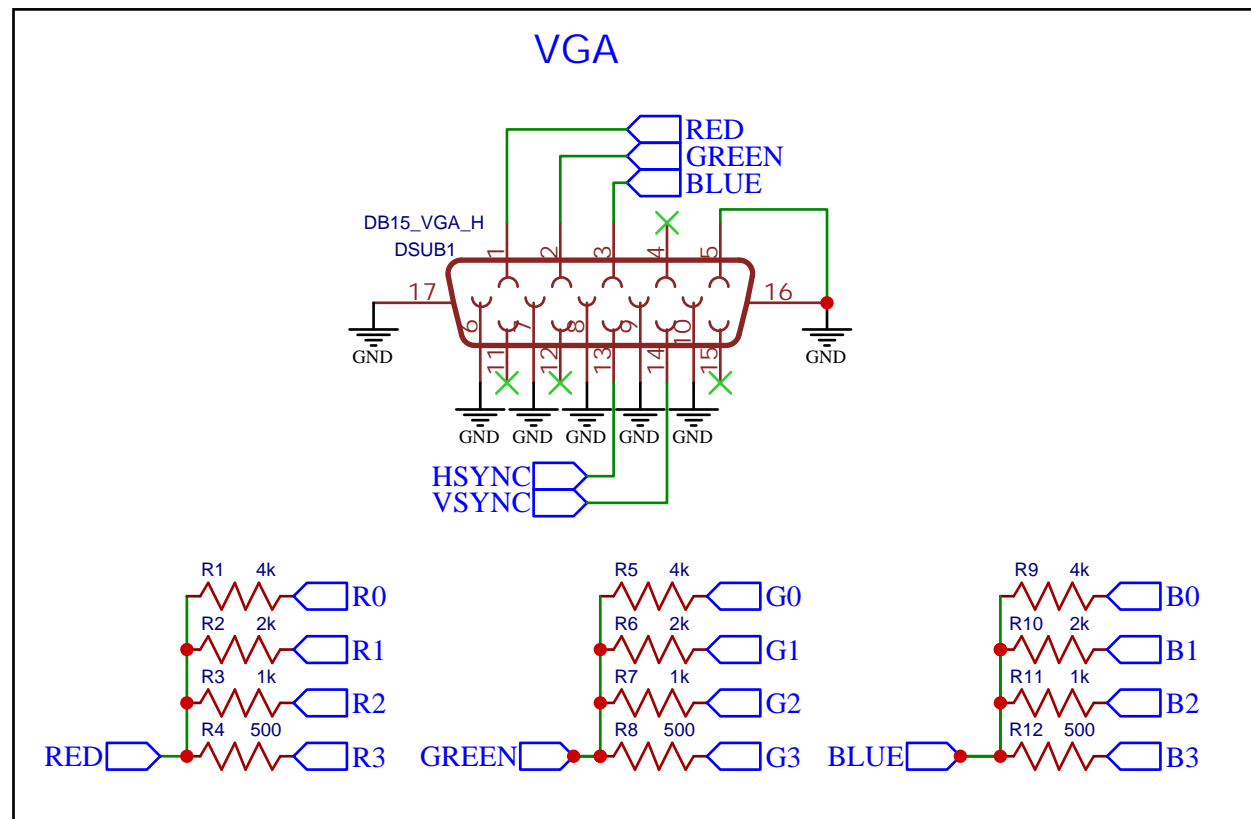 VGA
RED
GREEN
BLUE
DB15_VGA_H
DSUB1
1 2 3 4 5
17 16
GND GND
6 7 8 9 10
11 12 13 14 15
GND GND GND GND GND
HSYNC
VSYNC
R1 4k R0
R2 2k R1
R3 1k R2
RED R4 500 R3
R5 4k G0
R6 2k G1
R7 1k G2
GREEN R8 500 G3
R9 4k B0
R10 2k B1
R11 1k B2
BLUE R12 500 B3